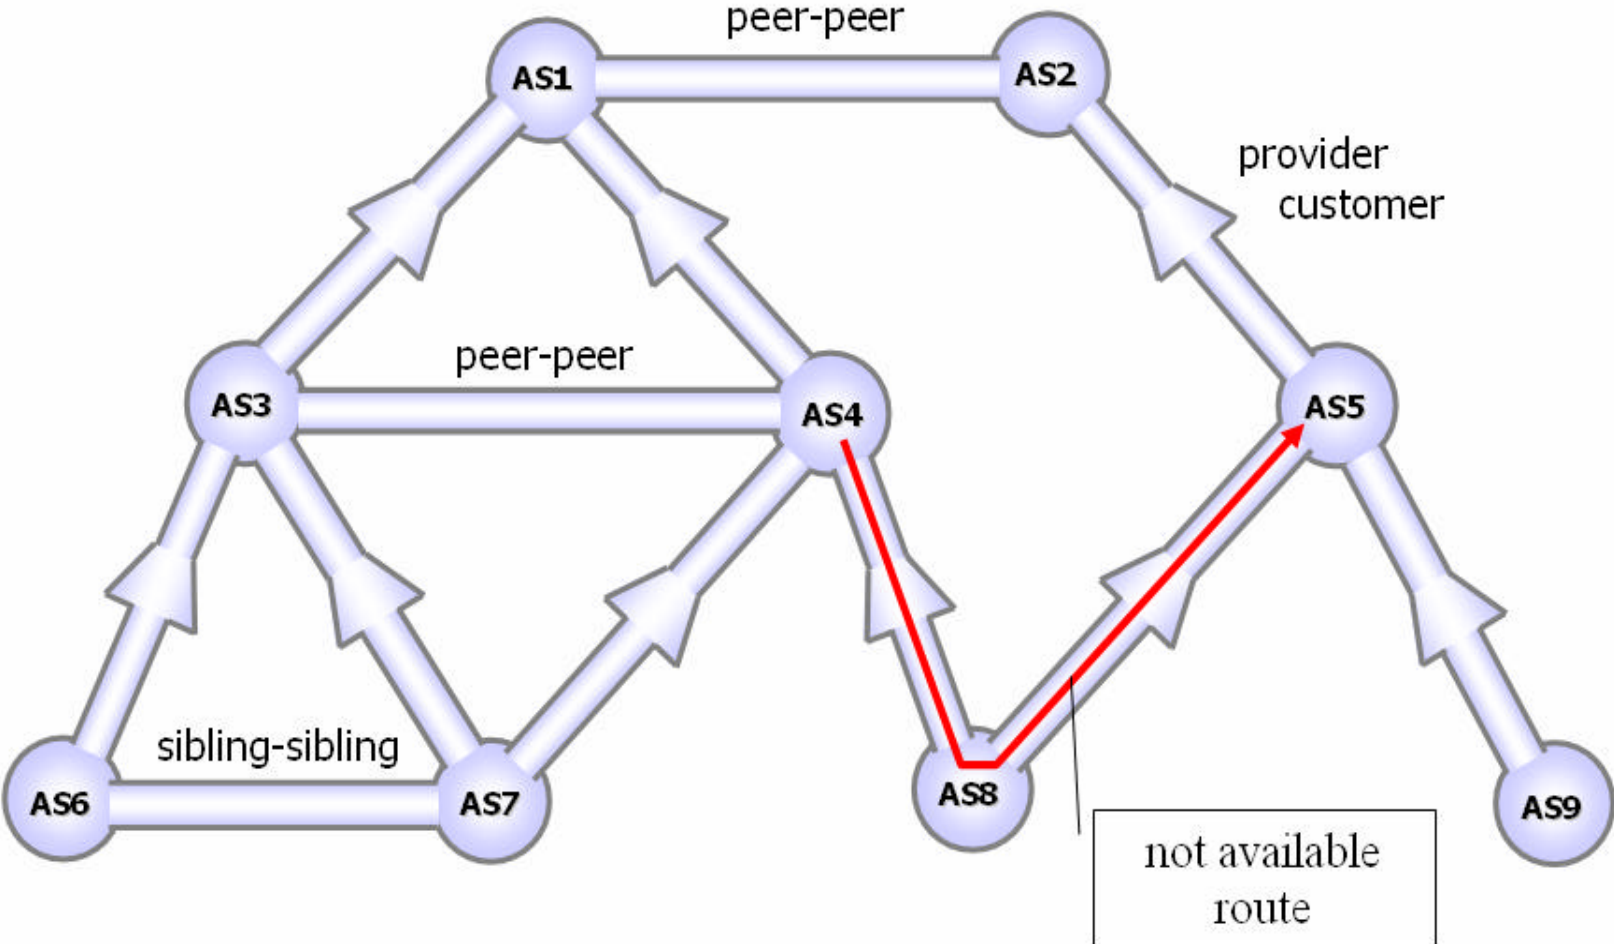 peer-peer
AS1
AS2
provider
customer
peer-peer
AS3
AS4
AS5
sibling-sibling
AS6
AS7
AS8
AS9
not available
route